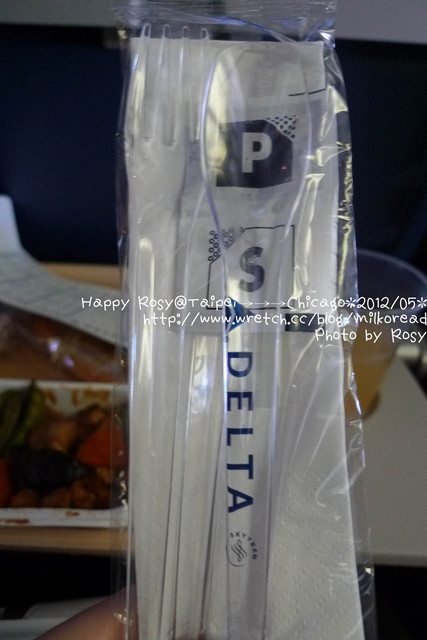 P
S
Happy Rosy@Taipei----→Chicago*2012/05*
http://www.wretch.cc/blog/milkoread
Photo by Rosy
DELTA
SKYTEAM